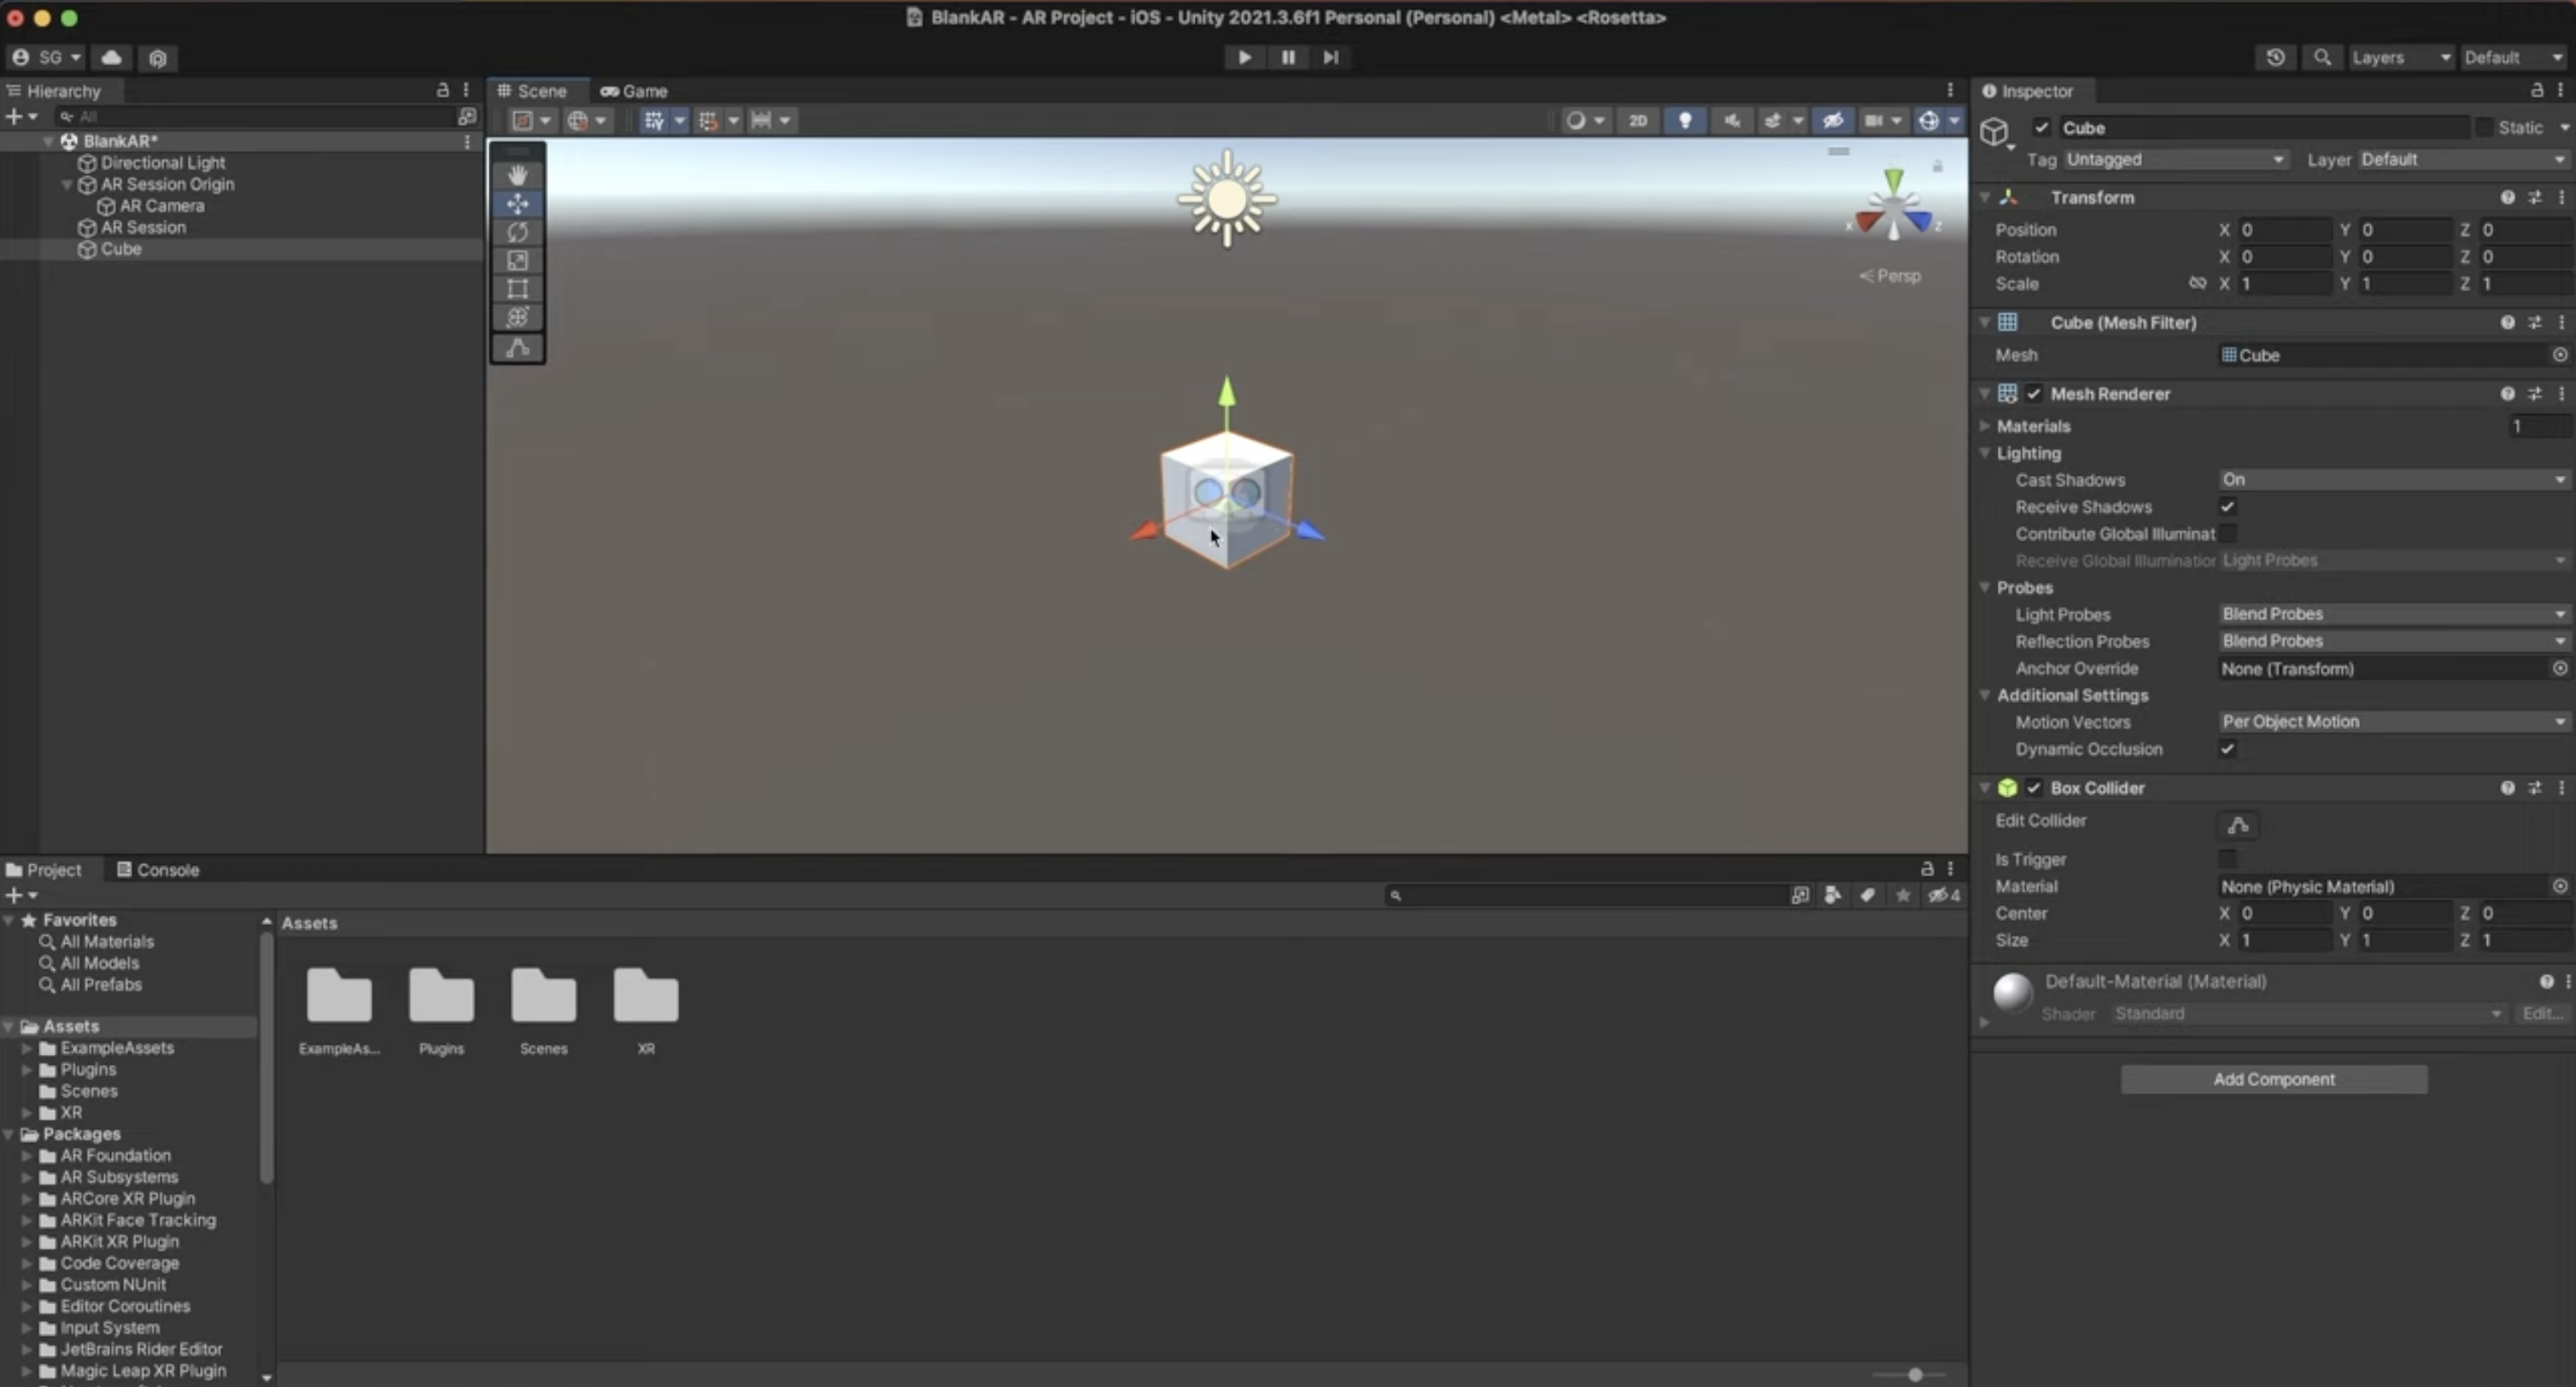 BlankAR - AR Project - iOS - Unity 2021.3.6f1 Personal (Personal) <Metal> <Rosetta>
SG
Layers
Default
Hierarchy
All
BlankAR*
Directional Light
AR Session Origin
AR Camera
AR Session
Cube
Scene
Game
2D
x
z
Persp
Inspector
Cube
Static
Tag Untagged Layer Default
Transform
Position X 0 Y 0 Z 0
Rotation X 0 Y 0 Z 0
Scale X 1 Y 1 Z 1
Cube (Mesh Filter)
Mesh Cube
Mesh Renderer
Materials 1
Lighting
Cast Shadows On
Receive Shadows
Contribute Global Illuminat
Receive Global Illumination Light Probes
Probes
Light Probes Blend Probes
Reflection Probes Blend Probes
Anchor Override None (Transform)
Additional Settings
Motion Vectors Per Object Motion
Dynamic Occlusion
Box Collider
Edit Collider
Is Trigger
Material None (Physic Material)
Center X 0 Y 0 Z 0
Size X 1 Y 1 Z 1
Default-Material (Material)
Shader Standard Edit...
Add Component
Project
Console
4
Favorites
All Materials
All Models
All Prefabs
Assets
ExampleAssets
Plugins
Scenes
XR
Packages
AR Foundation
AR Subsystems
ARCore XR Plugin
ARKit Face Tracking
ARKit XR Plugin
Code Coverage
Custom NUnit
Editor Coroutines
Input System
JetBrains Rider Editor
Magic Leap XR Plugin
Assets
ExampleAs...
Plugins
Scenes
XR